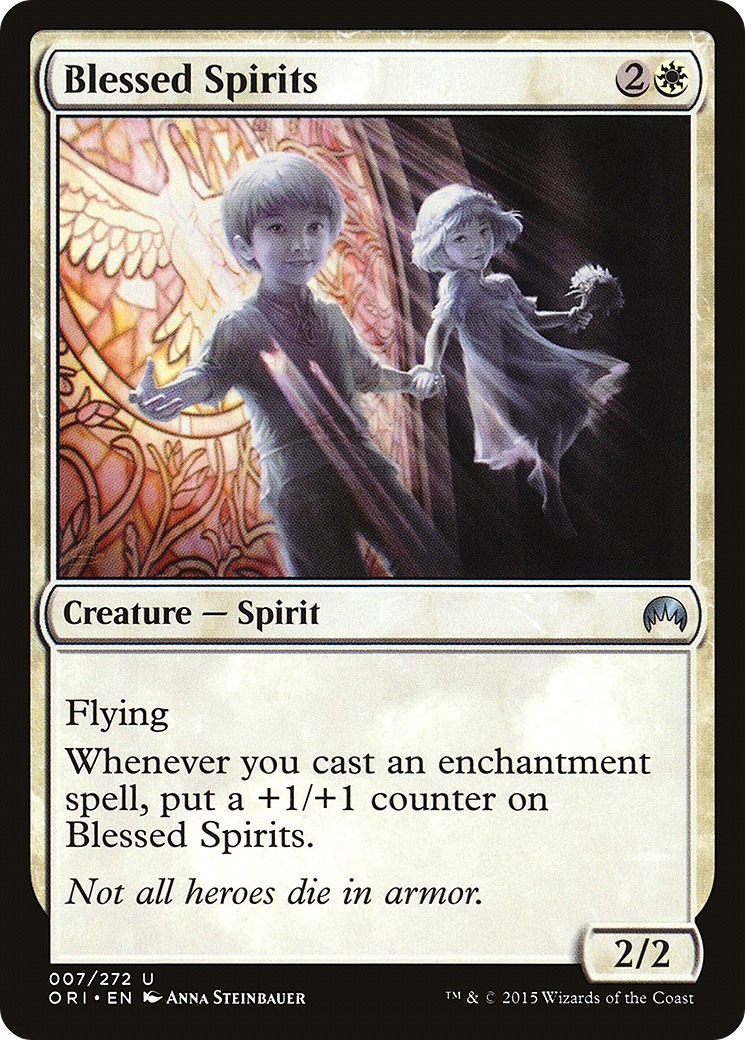 Blessed Spirits 2
Creature — Spirit
Flying
Whenever you cast an enchantment
spell, put a +1/+1 counter on
Blessed Spirits.
Not all heroes die in armor.
2/2
007/272 U
ORI • EN Anna Steinbauer
™ & © 2015 Wizards of the Coast